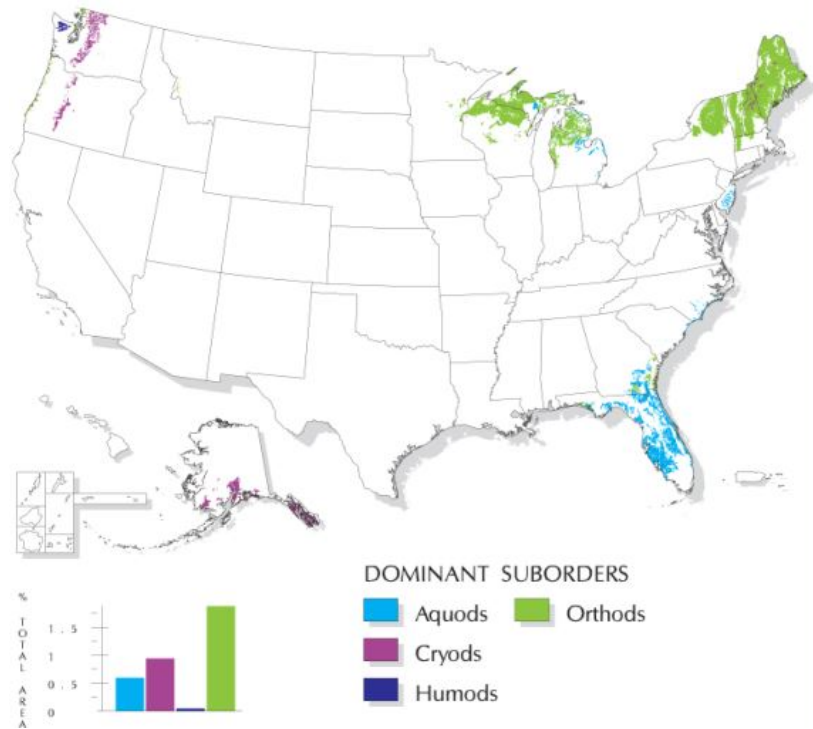 DOMINANT SUBORDERS
Aquods
Orthods
Cryods
Humods
% TOTAL AREA
1.5
1
0.5
0